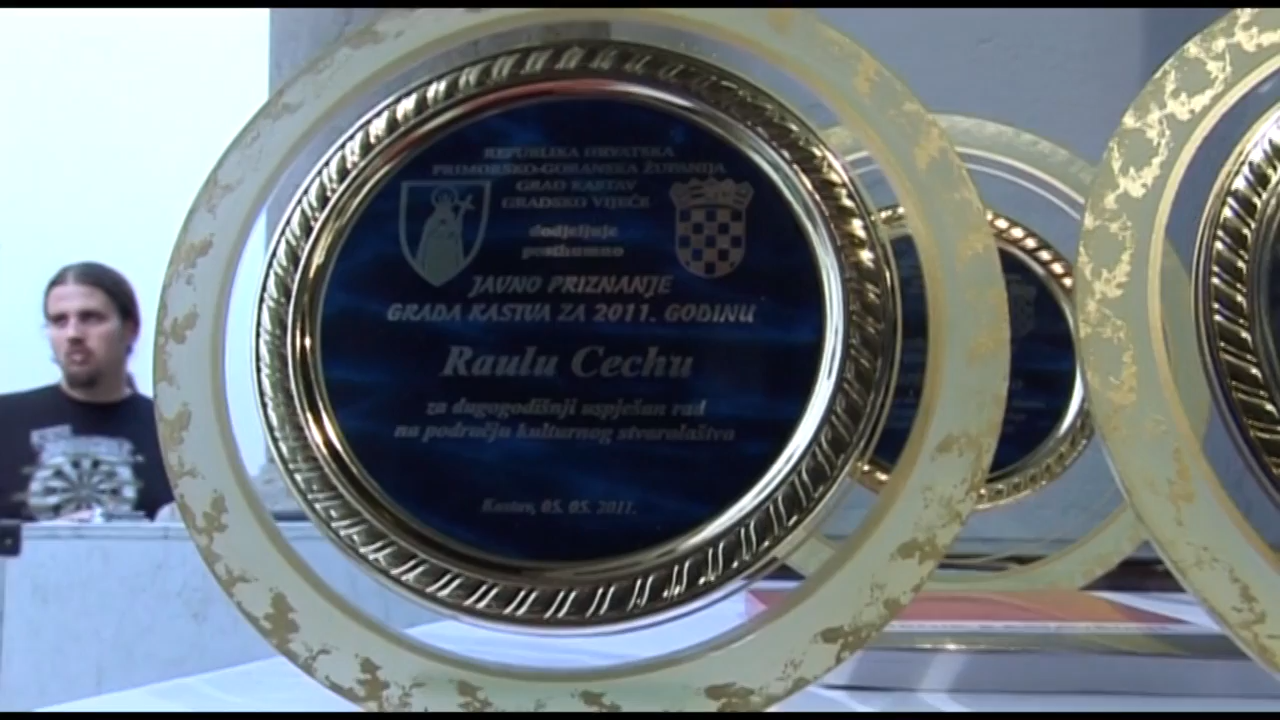 REPUBLIKA HRVATSKA
PRIMORSKO-GORANSKA ŽUPANIJA
GRAD KASTAV
GRADSKO VIJEĆE
dodjeljuje
posthumno
JAVNO PRIZNANJE
GRADA KASTVA ZA 2011. GODINU
Raulu Cechu
za dugogodišnji uspješan rad
na području kulturnog stvaralaštva
Kastav, 05. 05. 2011.